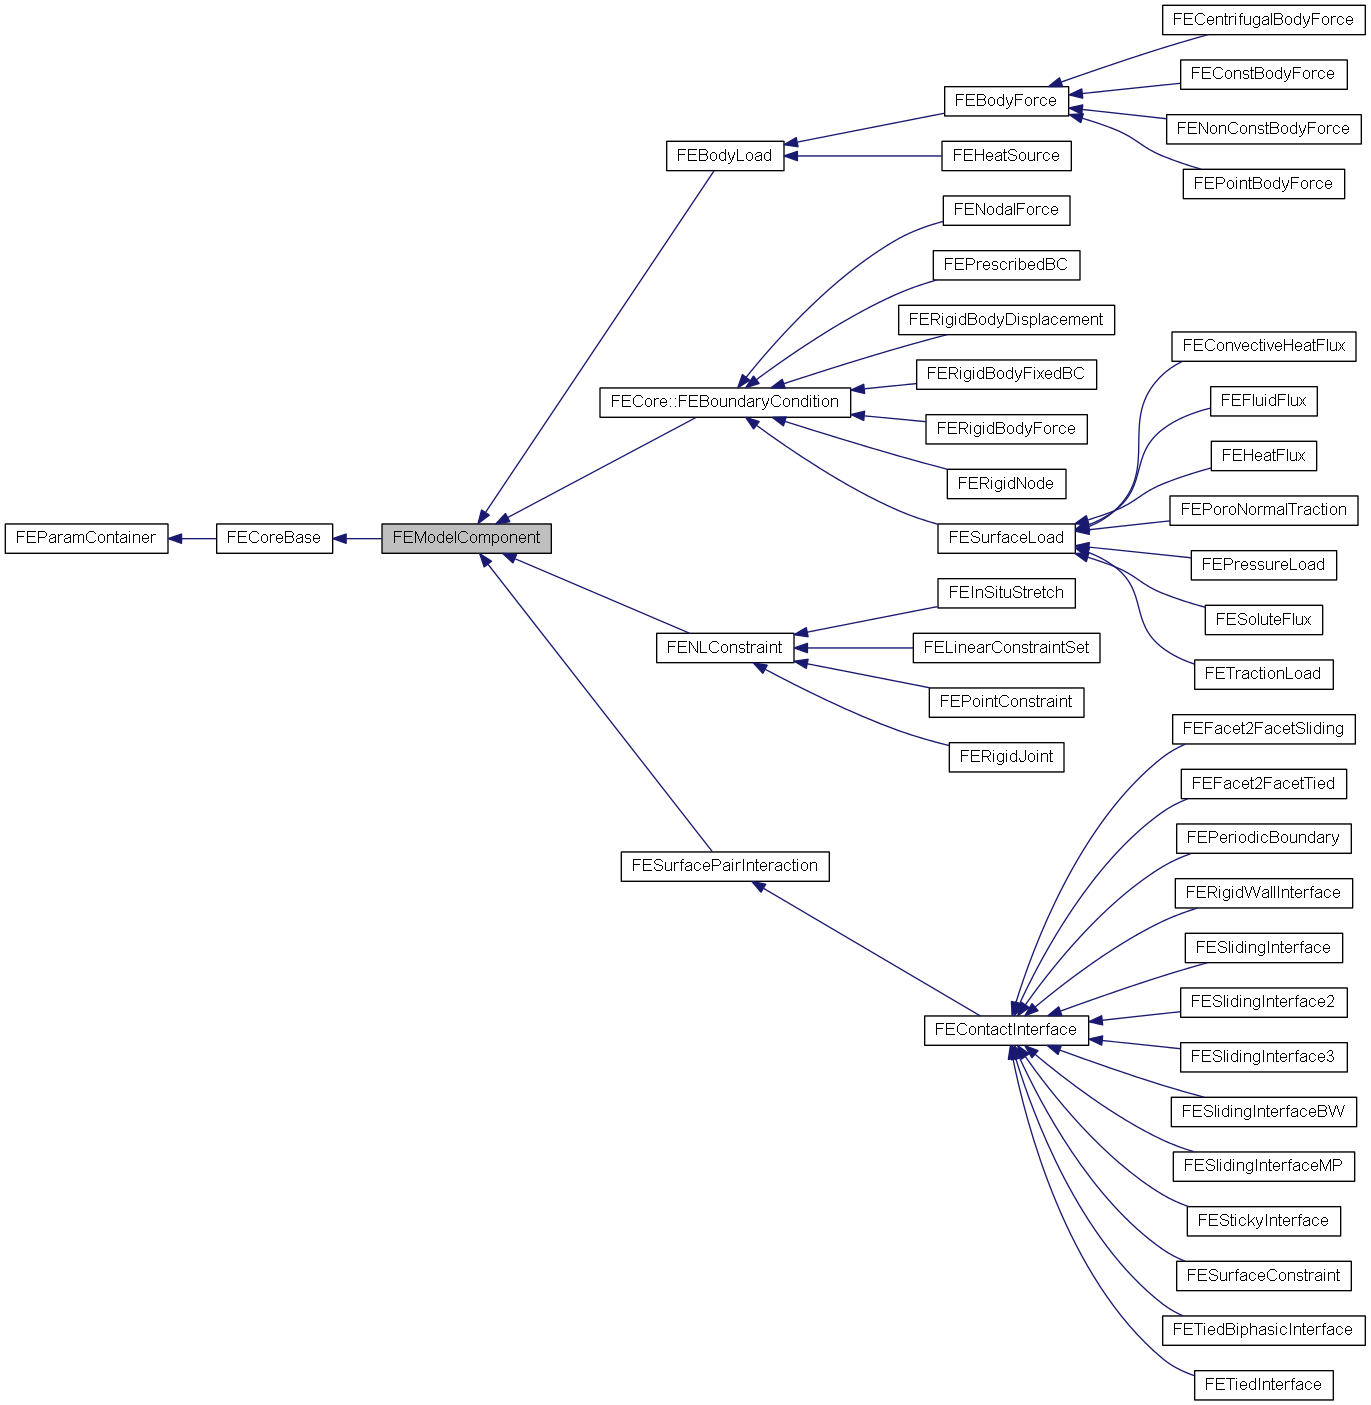 FECentrifugalBodyForce
FEConstBodyForce
FEBodyForce
FENonConstBodyForce
FEBodyLoad
FEHeatSource
FEPointBodyForce
FENodalForce
FEPrescribedBC
FERigidBodyDisplacement
FEConvectiveHeatFlux
FERigidBodyFixedBC
FECore::FEBoundaryCondition
FEFluidFlux
FERigidBodyForce
FEHeatFlux
FERigidNode
FEPoroNormalTraction
FEParamContainer
FECoreBase
FEModelComponent
FESurfaceLoad
FEPressureLoad
FEInSituStretch
FESoluteFlux
FENLConstraint
FELinearConstraintSet
FETractionLoad
FEPointConstraint
FEFacet2FacetSliding
FERigidJoint
FEFacet2FacetTied
FEPeriodicBoundary
FESurfacePairInteraction
FERigidWallInterface
FESlidingInterface
FESlidingInterface2
FEContactInterface
FESlidingInterface3
FESlidingInterfaceBW
FESlidingInterfaceMP
FEStickyInterface
FESurfaceConstraint
FETiedBiphasicInterface
FETiedInterface